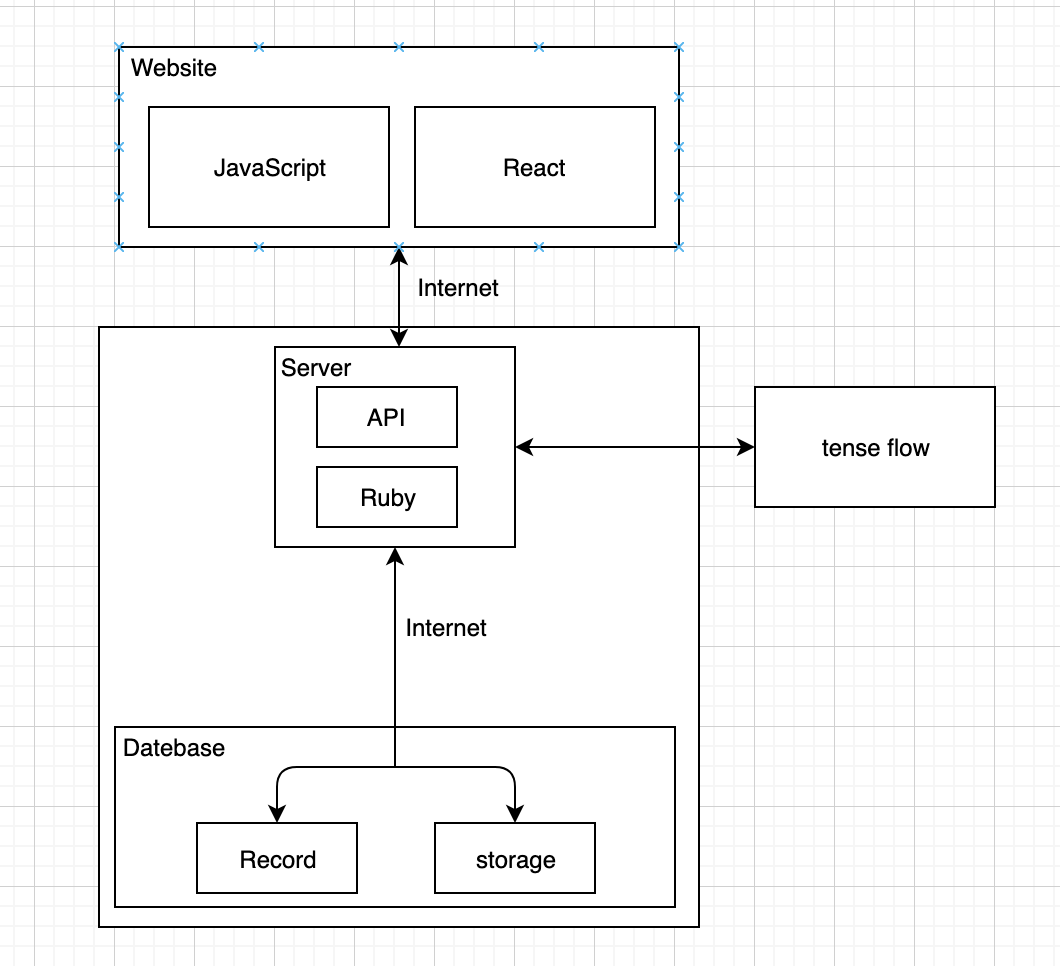 Website
JavaScript
React
Internet
Server
API
tense flow
Ruby
Internet
Datebase
Record
storage